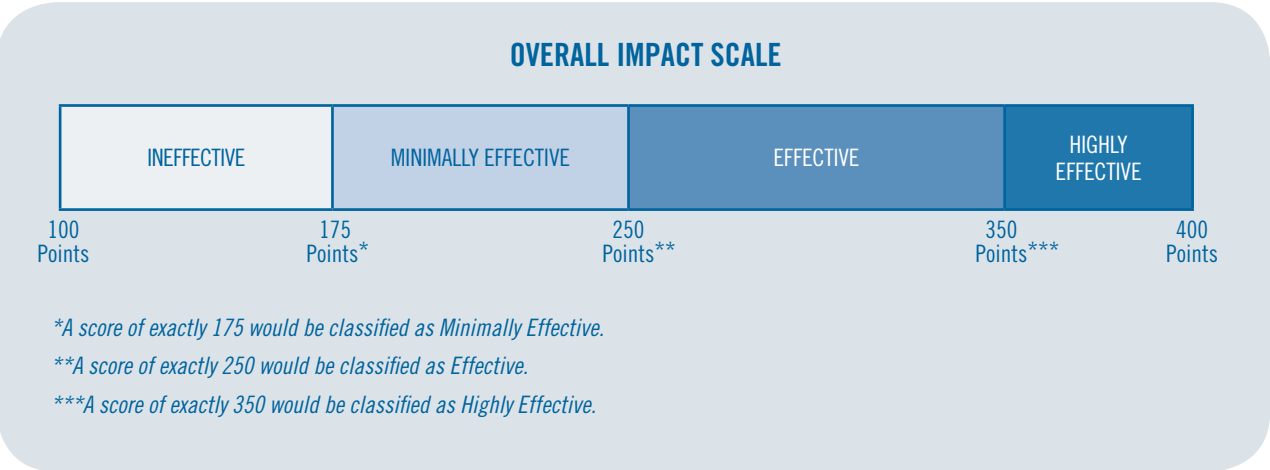 OVERALL IMPACT SCALE
INEFFECTIVE
MINIMALLY EFFECTIVE
EFFECTIVE
HIGHLY
EFFECTIVE
100
Points
175
Points*
250
Points**
350
Points***
400
Points
*A score of exactly 175 would be classified as Minimally Effective.
**A score of exactly 250 would be classified as Effective.
***A score of exactly 350 would be classified as Highly Effective.